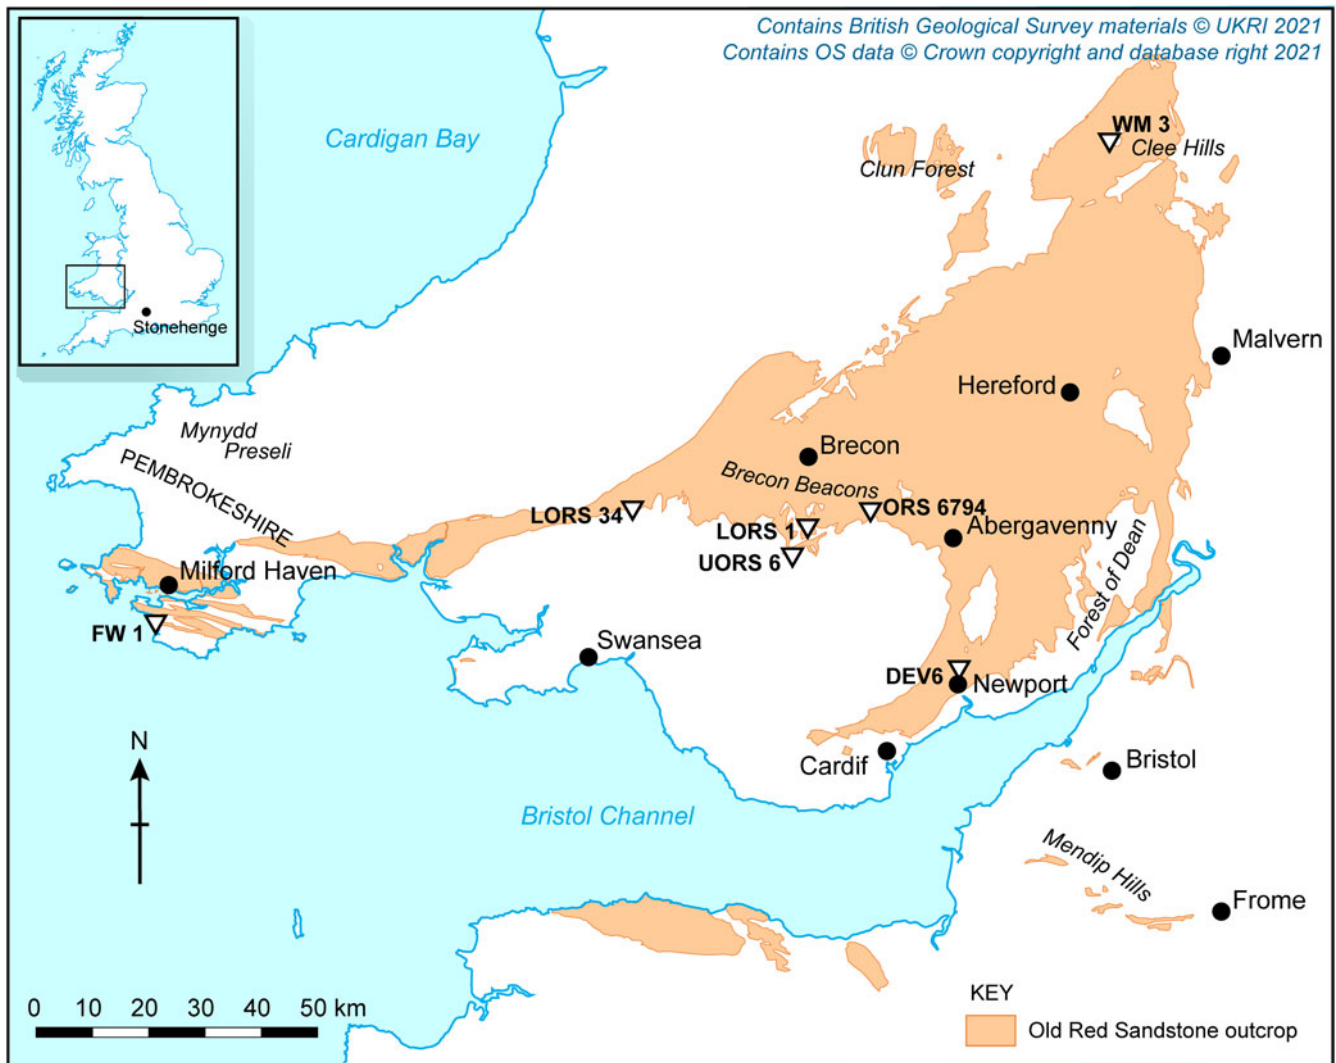 Contains British Geological Survey materials © UKRI 2021
Contains OS data © Crown copyright and database right 2021
Stonehenge
Cardigan Bay
WM 3
Clee Hills
Clun Forest
Malvern
Hereford
Mynydd
Preseli
PEMBROKESHIRE
Brecon
Brecon Beacons
LORS 34
LORS 1
ORS 6794
UORS 6
Abergavenny
Forest of Dean
Milford Haven
FW 1
Swansea
DEV6
Newport
Cardif
Bristol
N
Bristol Channel
Mendip Hills
Frome
0 10 20 30 40 50 km
KEY
Old Red Sandstone outcrop